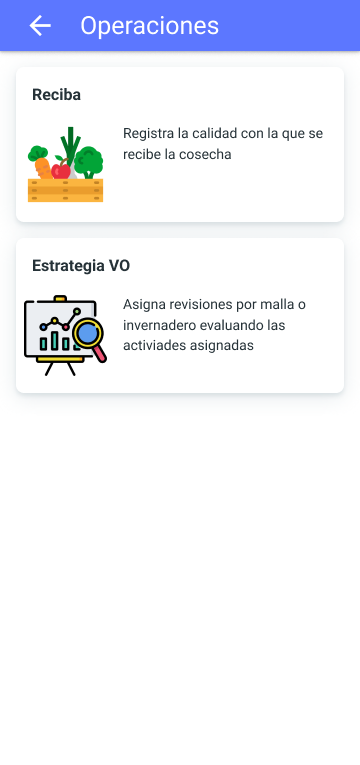 Operaciones
Reciba
Registra la calidad con la que se
recibe la cosecha
Estrategia VO
Asigna revisiones por malla o
invernadero evaluando las
activiades asignadas